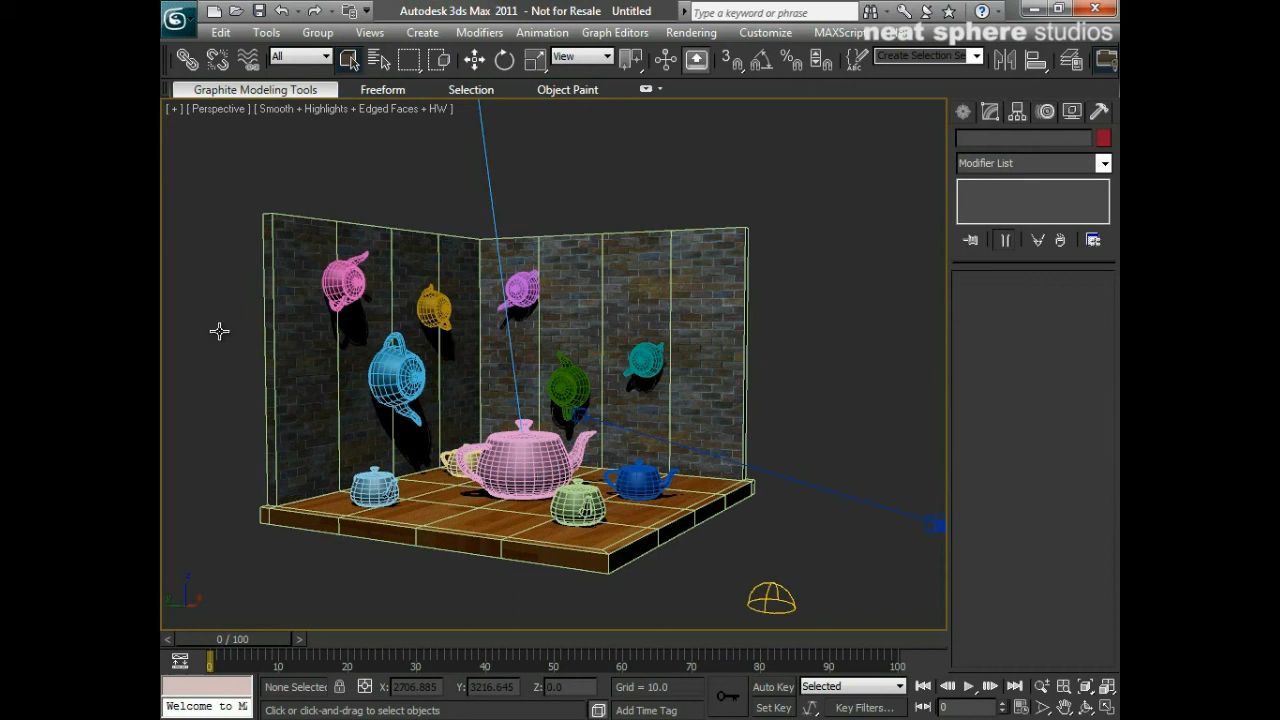 Autodesk 3ds Max 2011 - Not for Resale Untitled
Type a keyword or phrase
Edit Tools Group Views Create Modifiers Animation Graph Editors Rendering Customize MAXScript
neat sphere studios
All View Create Selection Se
Graphite Modeling Tools Freeform Selection Object Paint
[ + ] [ Perspective ] [ Smooth + Highlights + Edged Faces + HW ]
Modifier List
z
0 / 100
0 10 20 30 40 50 60 70 80 90 100
None Selected X: 2706.885 Y: 3216.645 Z: 0.0 Grid = 10.0 Auto Key Selected
Welcome to M
Click or click-and-drag to select objects Add Time Tag Set Key Key Filters... 0